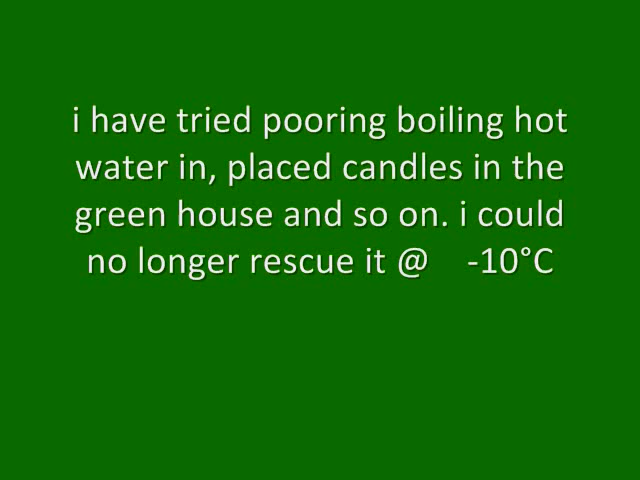 i have tried pooring boiling hot
water in, placed candles in the
green house and so on. i could
no longer rescue it @    -10°C